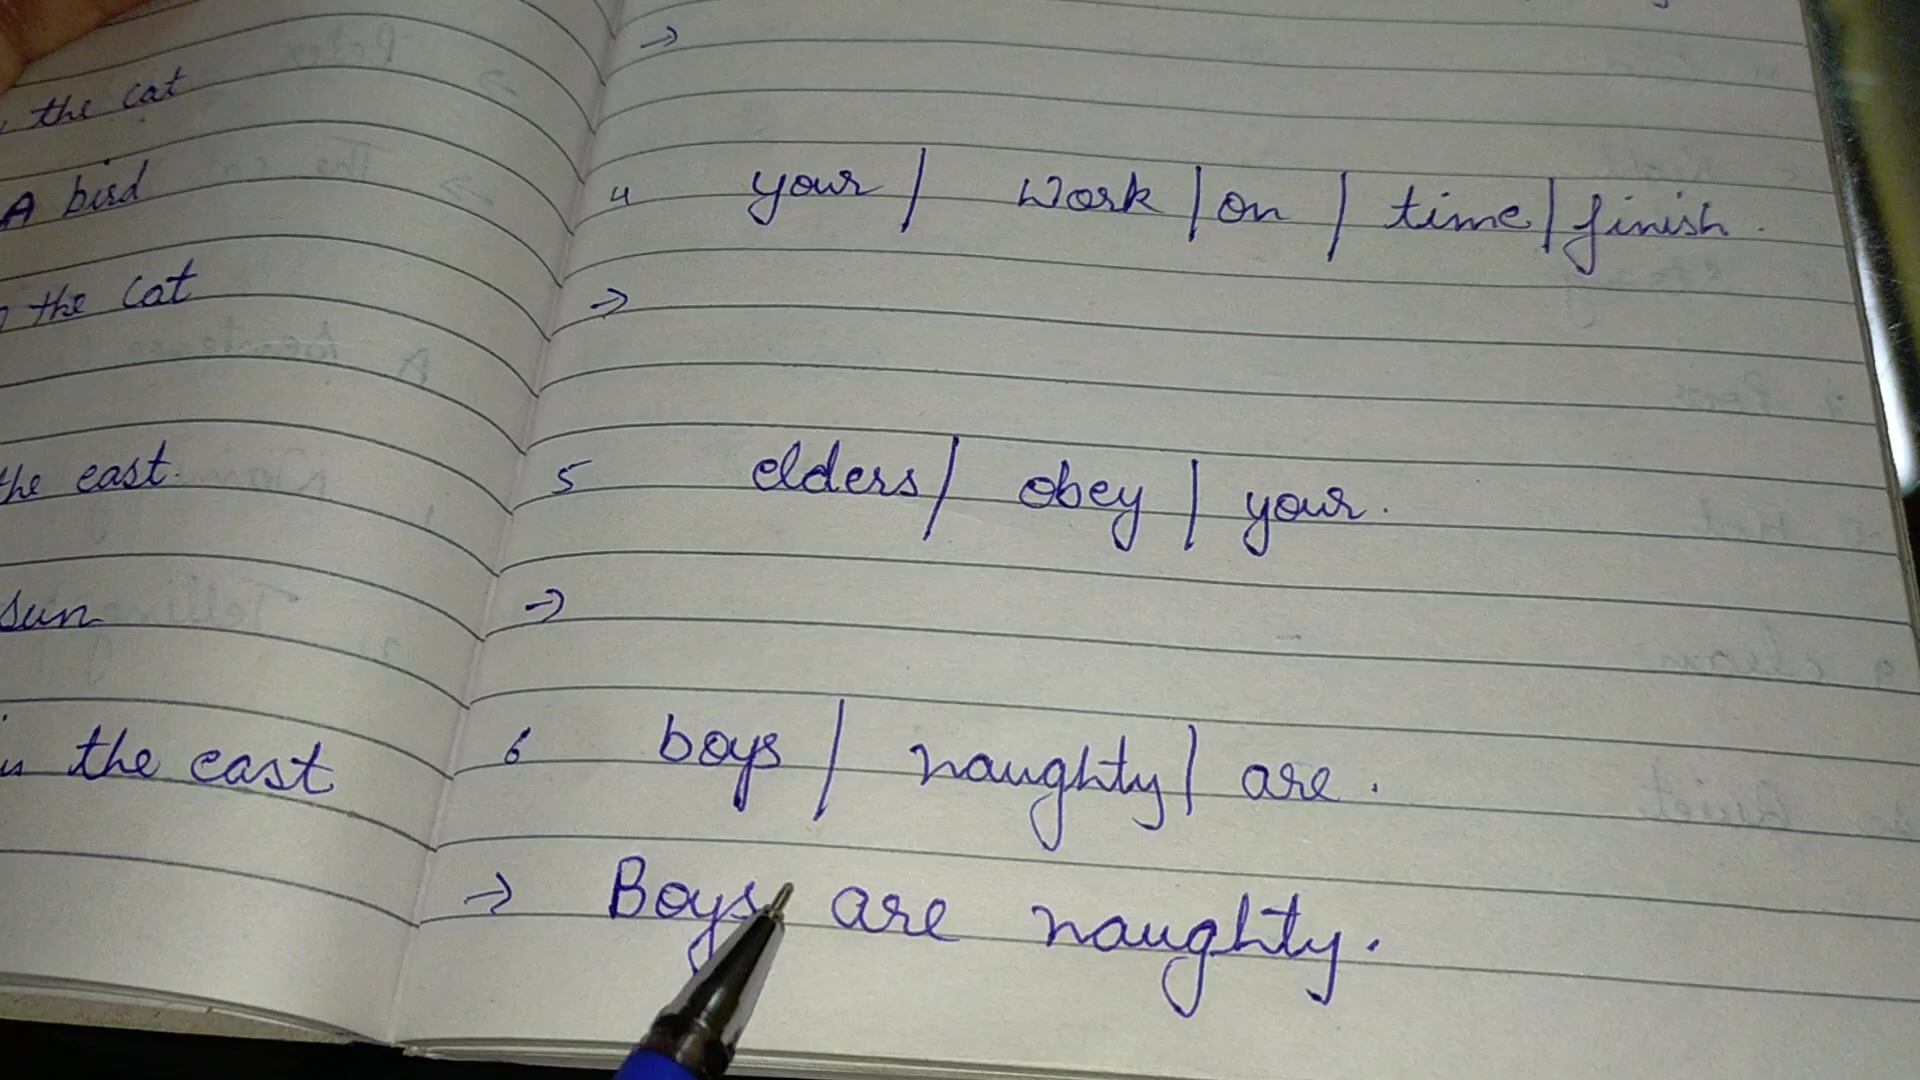 the cat
A bird
the cat
the east.
sun
in the east
→
4 your / work / on / time / finish.
→
5 elders / obey / your.
→
6 boys / naughty / are.
→ Boys are naughty.